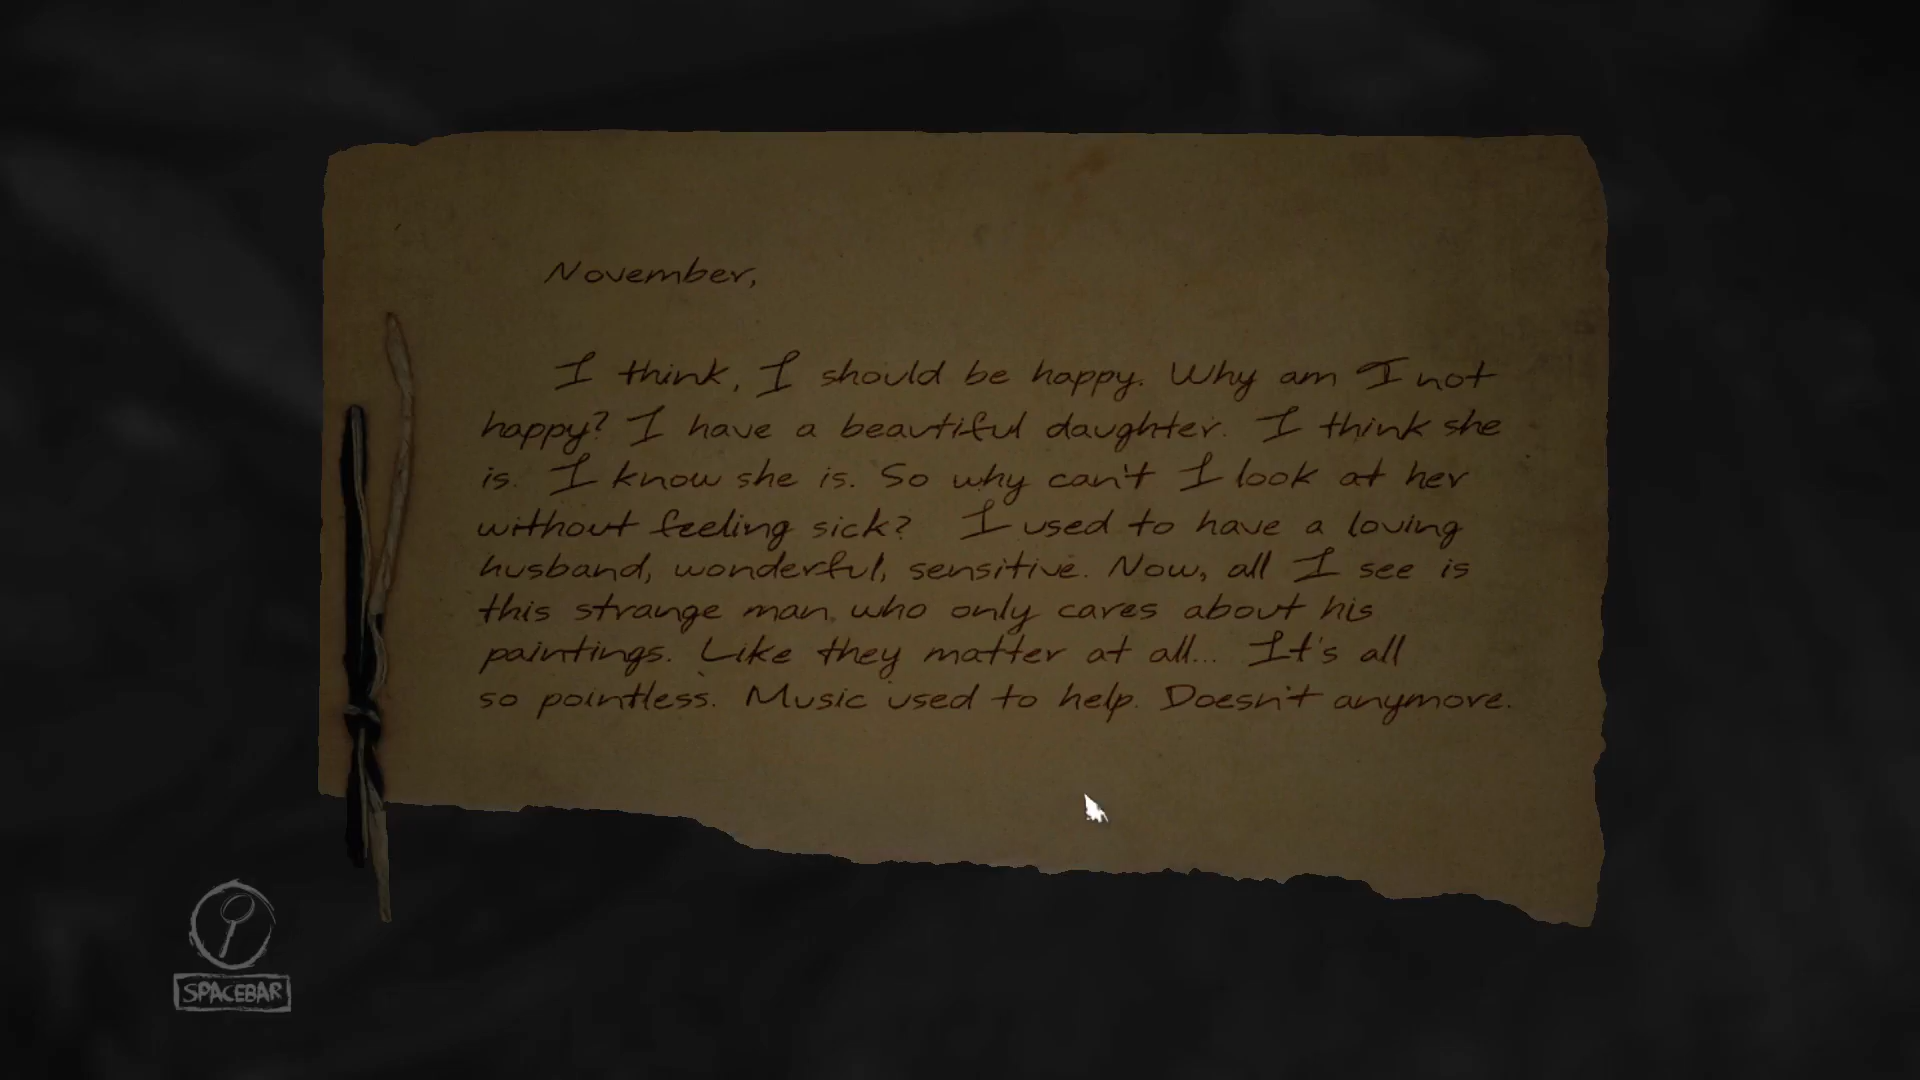 November,
I think, I should be happy. Why am I not
happy? I have a beautiful daughter. I think she
is. I know she is. So why can't I look at her
without feeling sick? I used to have a loving
husband, wonderful, sensitive. Now, all I see is
this strange man, who only cares about his
paintings. Like they matter at all... It's all
so pointless. Music used to help. Doesn't anymore.
SPACEBAR